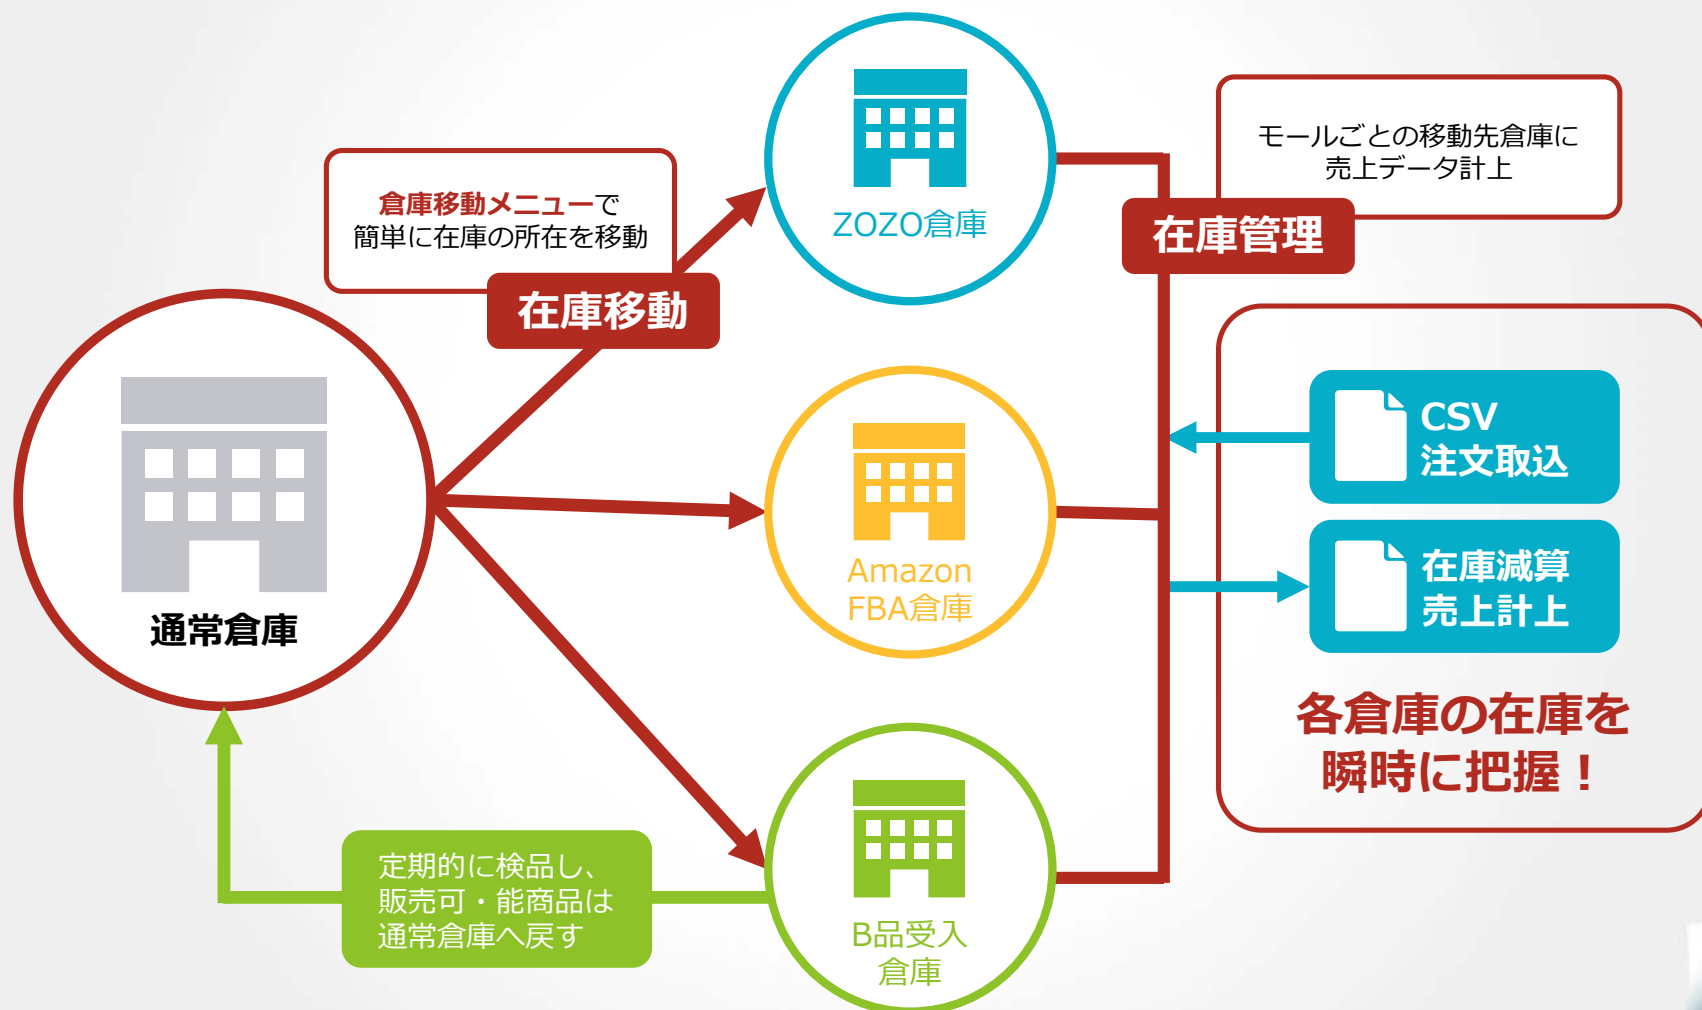 倉庫移動メニューで
簡単に在庫の所在を移動
在庫移動
ZOZO倉庫
モールごとの移動先倉庫に
売上データ計上
在庫管理
通常倉庫
Amazon
FBA倉庫
CSV
注文取込
在庫減算
売上計上
各倉庫の在庫を
瞬時に把握！
定期的に検品し、
販売可・能商品は
通常倉庫へ戻す
B品受入
倉庫